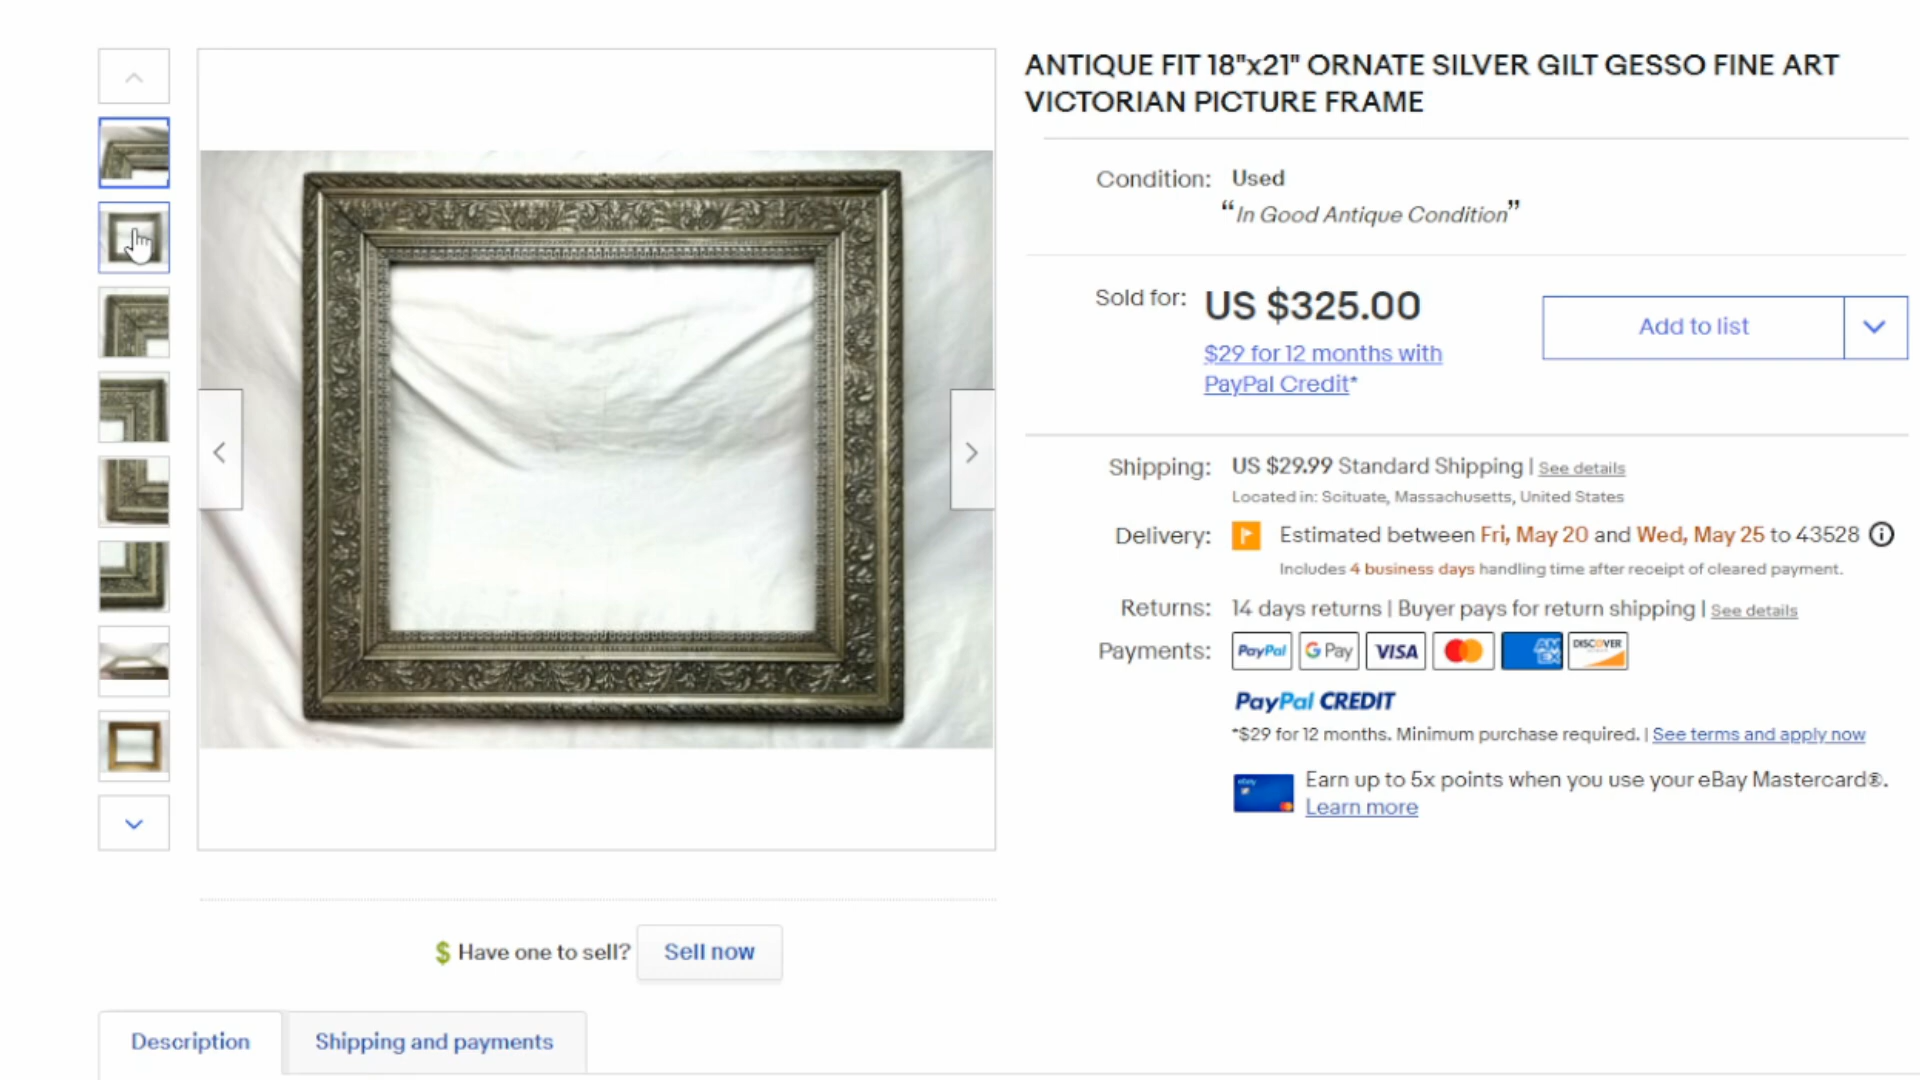 ANTIQUE FIT 18"x21" ORNATE SILVER GILT GESSO FINE ART
VICTORIAN PICTURE FRAME
Condition: Used
“In Good Antique Condition”
Sold for: US $325.00
$29 for 12 months with
PayPal Credit*
Add to list
Shipping: US $29.99 Standard Shipping | See details
Located in: Scituate, Massachusetts, United States
Delivery: Estimated between Fri, May 20 and Wed, May 25 to 43528
Includes 4 business days handling time after receipt of cleared payment.
Returns: 14 days returns | Buyer pays for return shipping | See details
Payments: PayPal G Pay VISA AM EX DISCOVER
PayPal CREDIT
*$29 for 12 months. Minimum purchase required. | See terms and apply now
ebay
Earn up to 5x points when you use your eBay Mastercard®.
Learn more
$ Have one to sell? Sell now
Description
Shipping and payments